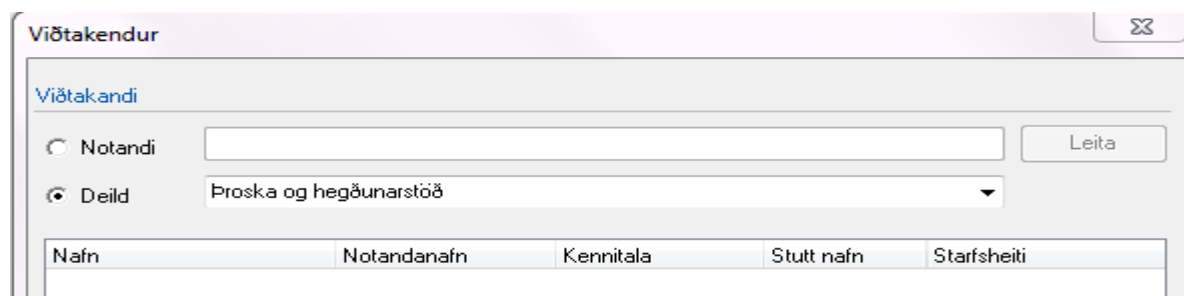 Viðtakendur
Viðtakandi
Notandi Leita
Deild Þroska og hegðunarstöð
Nafn Notandanafn Kennitala Stutt nafn Starfsheiti